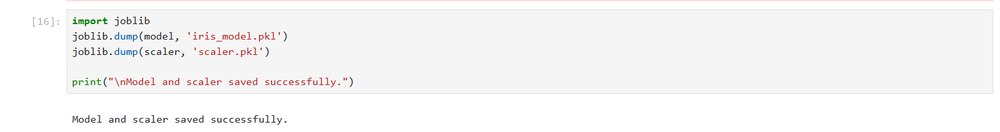 [16]:
import joblib
joblib.dump(model, 'iris_model.pkl')
joblib.dump(scaler, 'scaler.pkl')
print("\nModel and scaler saved successfully.")
Model and scaler saved successfully.